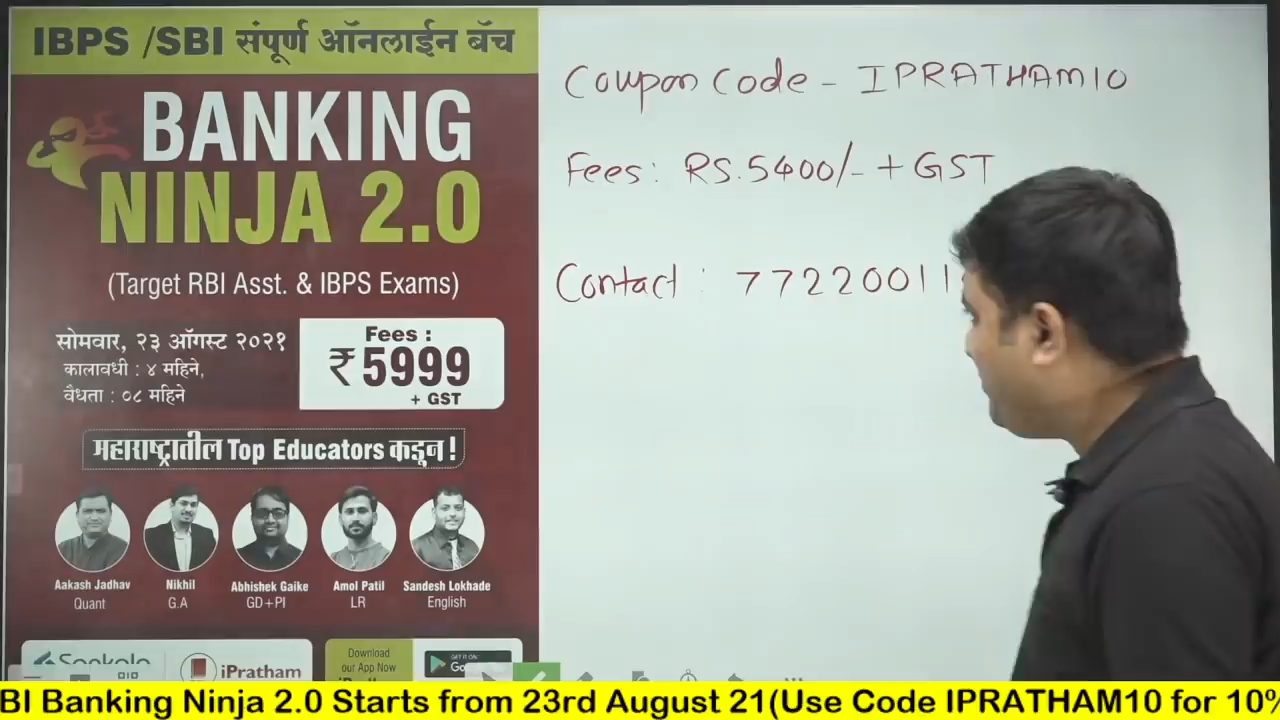 IBPS /SBI संपूर्ण ऑनलाईन बॅच
BANKING
NINJA 2.0
(Target RBI Asst. & IBPS Exams)
सोमवार, २३ ऑगस्ट २०२१
कालावधी : ४ महिने,
वैधता : ०८ महिने
Fees :
₹5999
+ GST
महाराष्ट्रातील Top Educators कडून!
Aakash Jadhav
Quant
Nikhil
G.A
Abhishek Gaike
GD+PI
Amol Patil
LR
Sandesh Lokhade
English
iPratham
Download
our App Now
GET IT ON
Coupon Code - IPRATHAM10
Fees: RS.5400/- + GST
Contact : 77220011
BI Banking Ninja 2.0 Starts from 23rd August 21(Use Code IPRATHAM10 for 10%